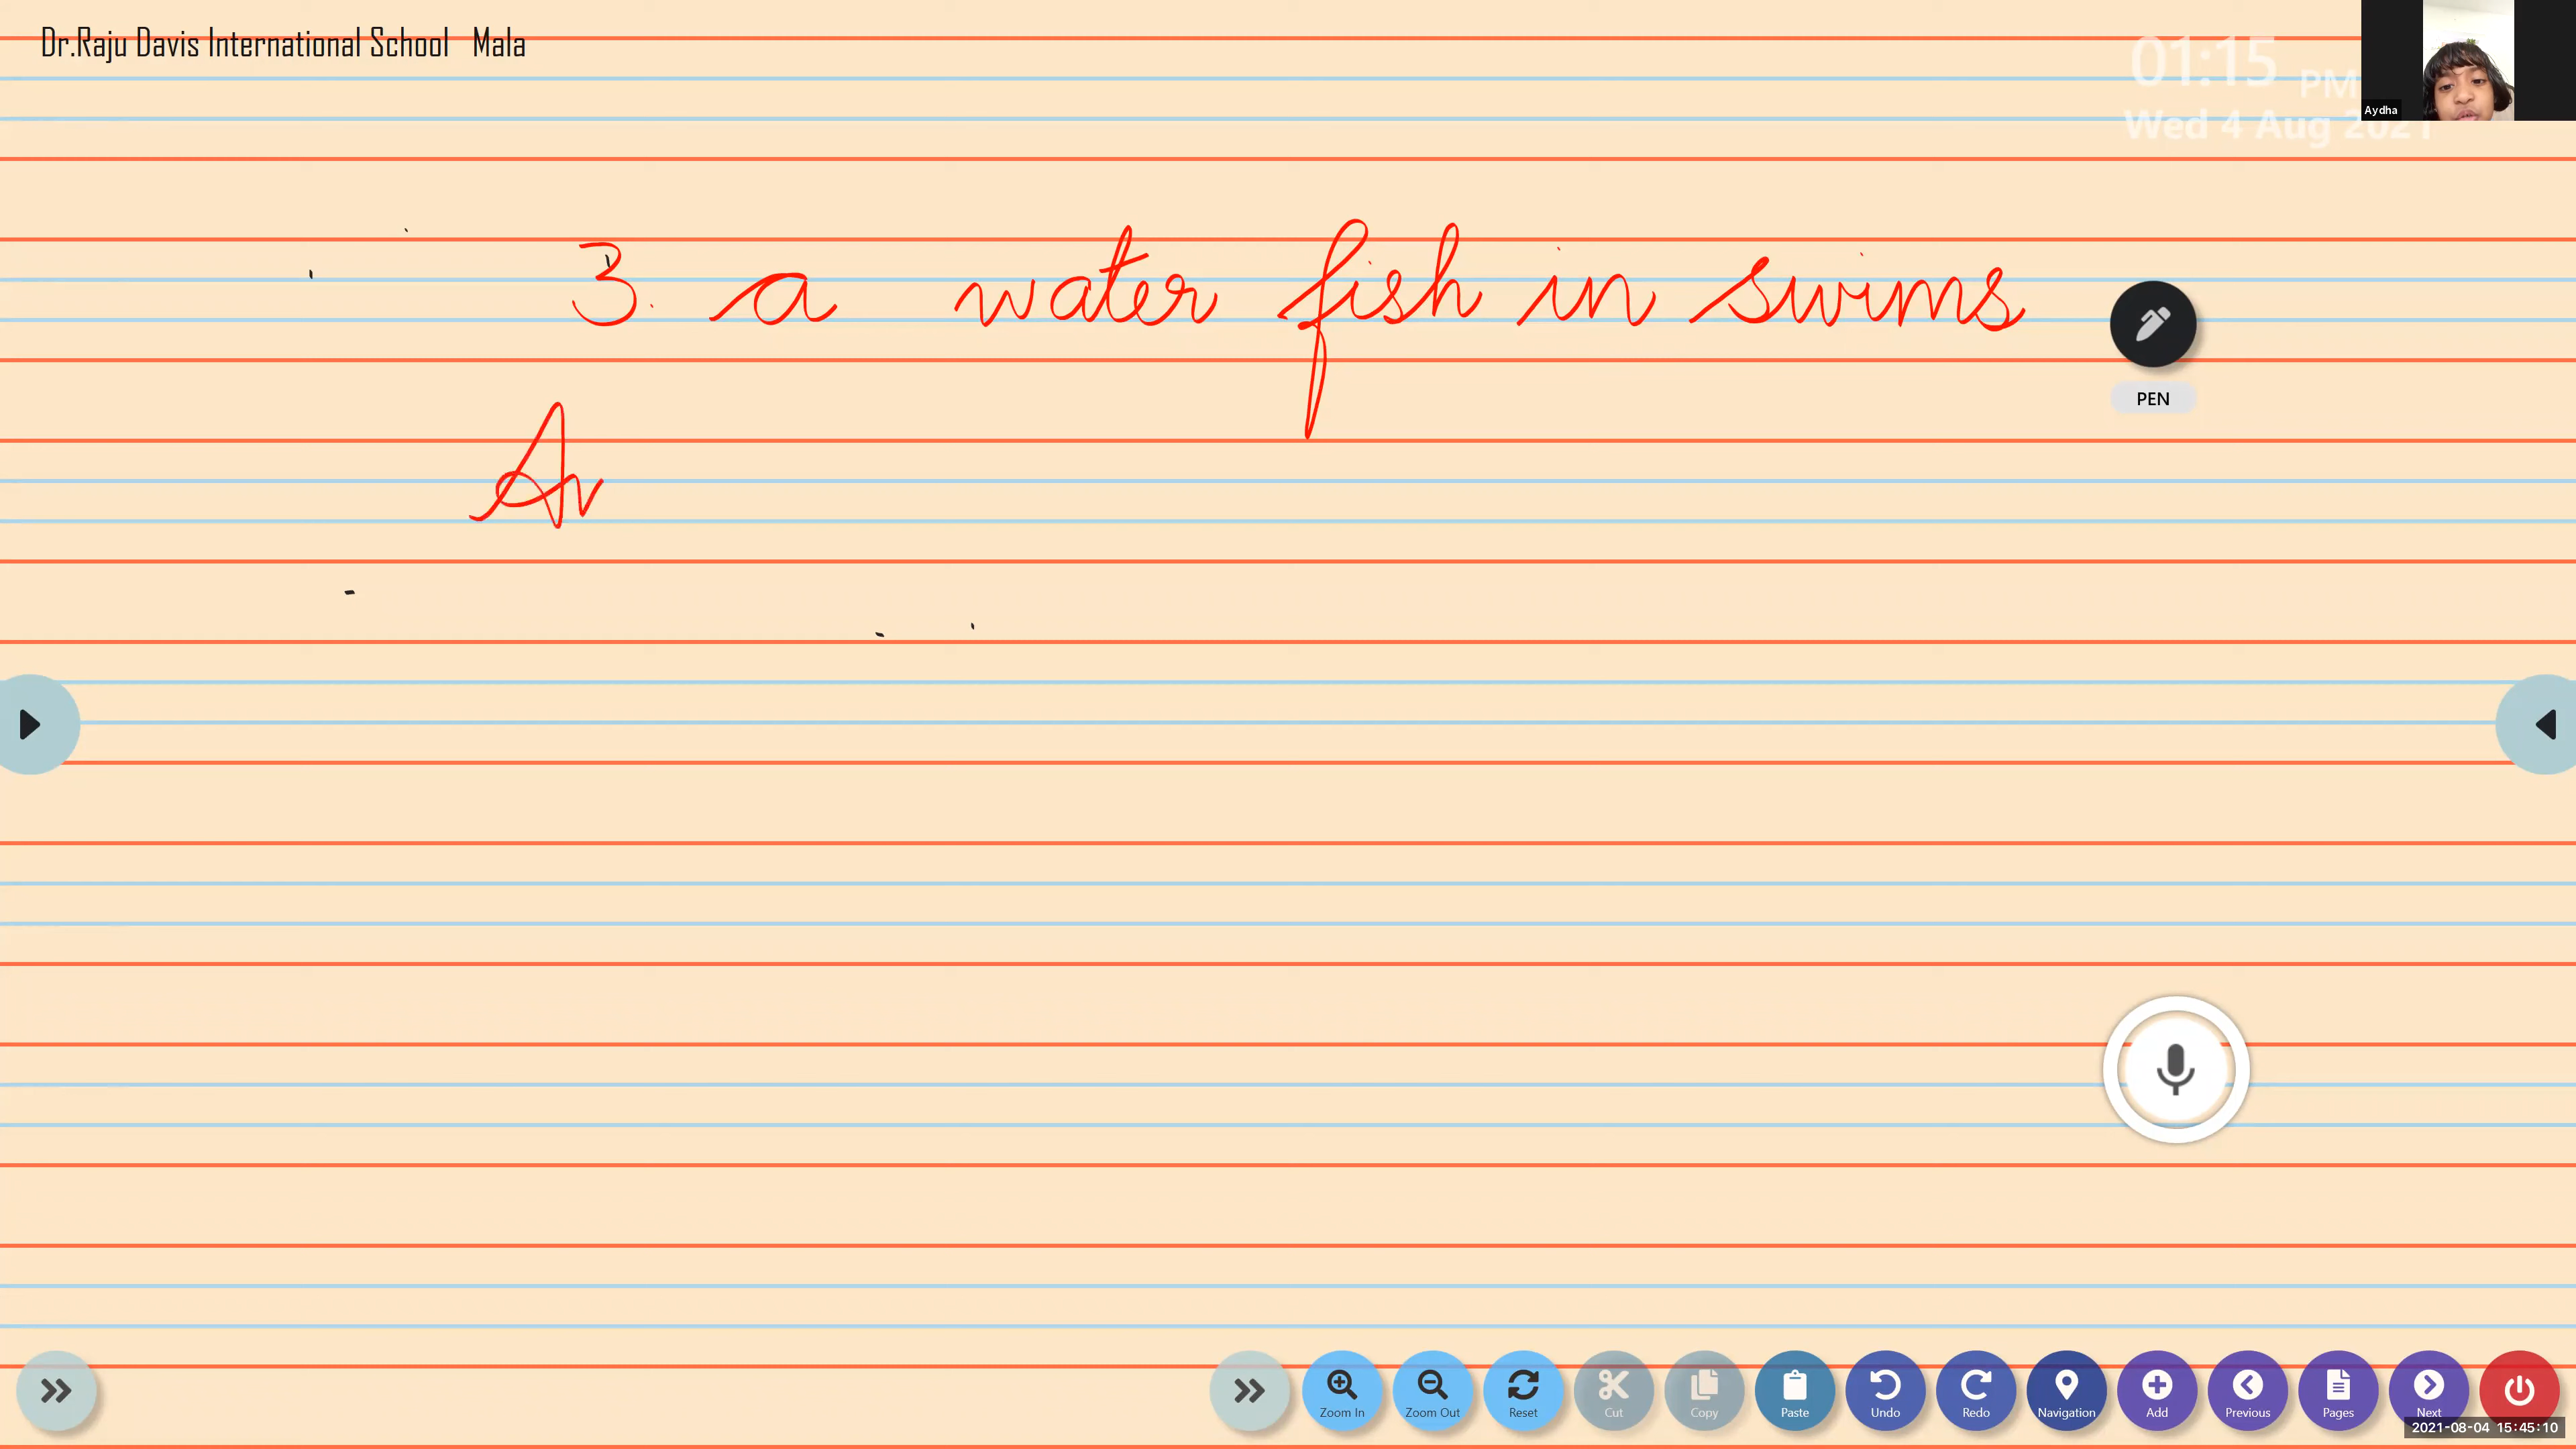 Dr.Raju Davis International School Mala
01:15 PM
Wed 4 Aug 2021
Aydha
3. a water fish in swims
PEN
An
Zoom In Zoom Out Reset Cut Copy Paste Undo Redo Navigation Add Previous Pages Next
2021-08-04 15:45:10